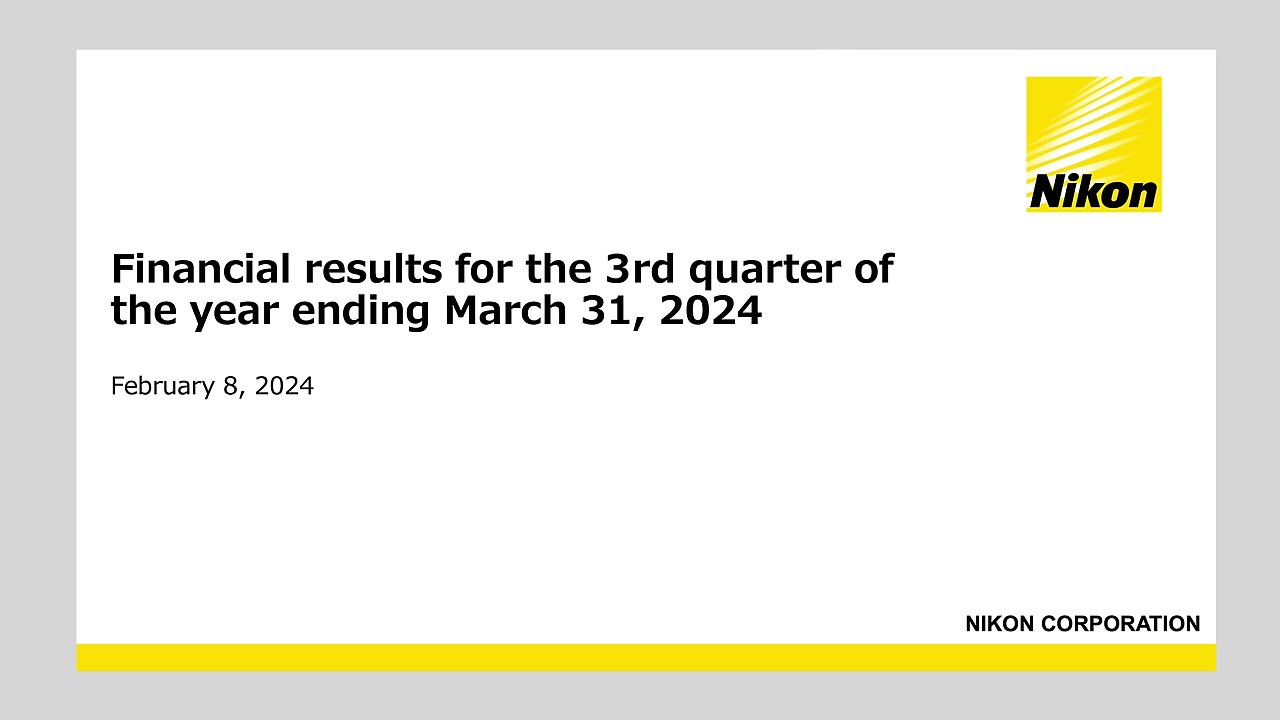 Nikon
Financial results for the 3rd quarter of
the year ending March 31, 2024
February 8, 2024
NIKON CORPORATION